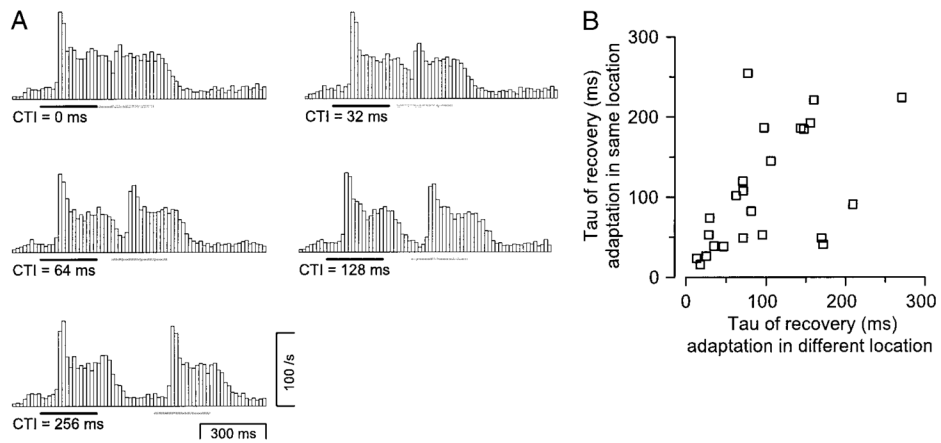 A
CTI = 0 ms
CTI = 32 ms
CTI = 64 ms
CTI = 128 ms
CTI = 256 ms
100 /s
300 ms
B
Tau of recovery (ms)
adaptation in same location
300
200
100
0
0 100 200 300
Tau of recovery (ms)
adaptation in different location